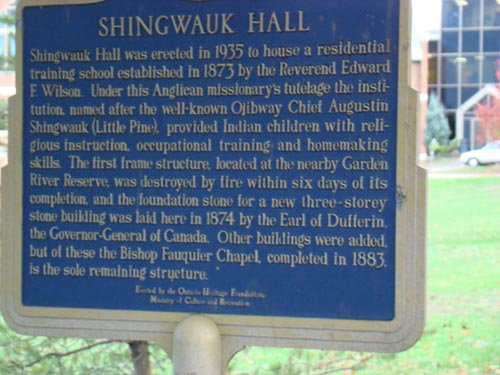 SHINGWAUK HALL
Shingwauk Hall was erected in 1935 to house a residential
training school established in 1873 by the Reverend Edward
F. Wilson. Under this Anglican missionary's tutelage the insti-
tution, named after the well-known Ojibway Chief Augustin
Shingwauk (Little Pine), provided Indian children with reli-
gious instruction, occupational training and homemaking
skills. The first frame structure, located at the nearby Garden
River Reserve, was destroyed by fire within six days of its
completion, and the foundation stone for a new three-storey
stone building was laid here in 1874 by the Earl of Dufferin,
the Governor-General of Canada. Other buildings were added,
but of these the Bishop Fauquier Chapel, completed in 1883,
is the sole remaining structure.
Erected by the Ontario Heritage Foundation,
Ministry of Culture and Recreation